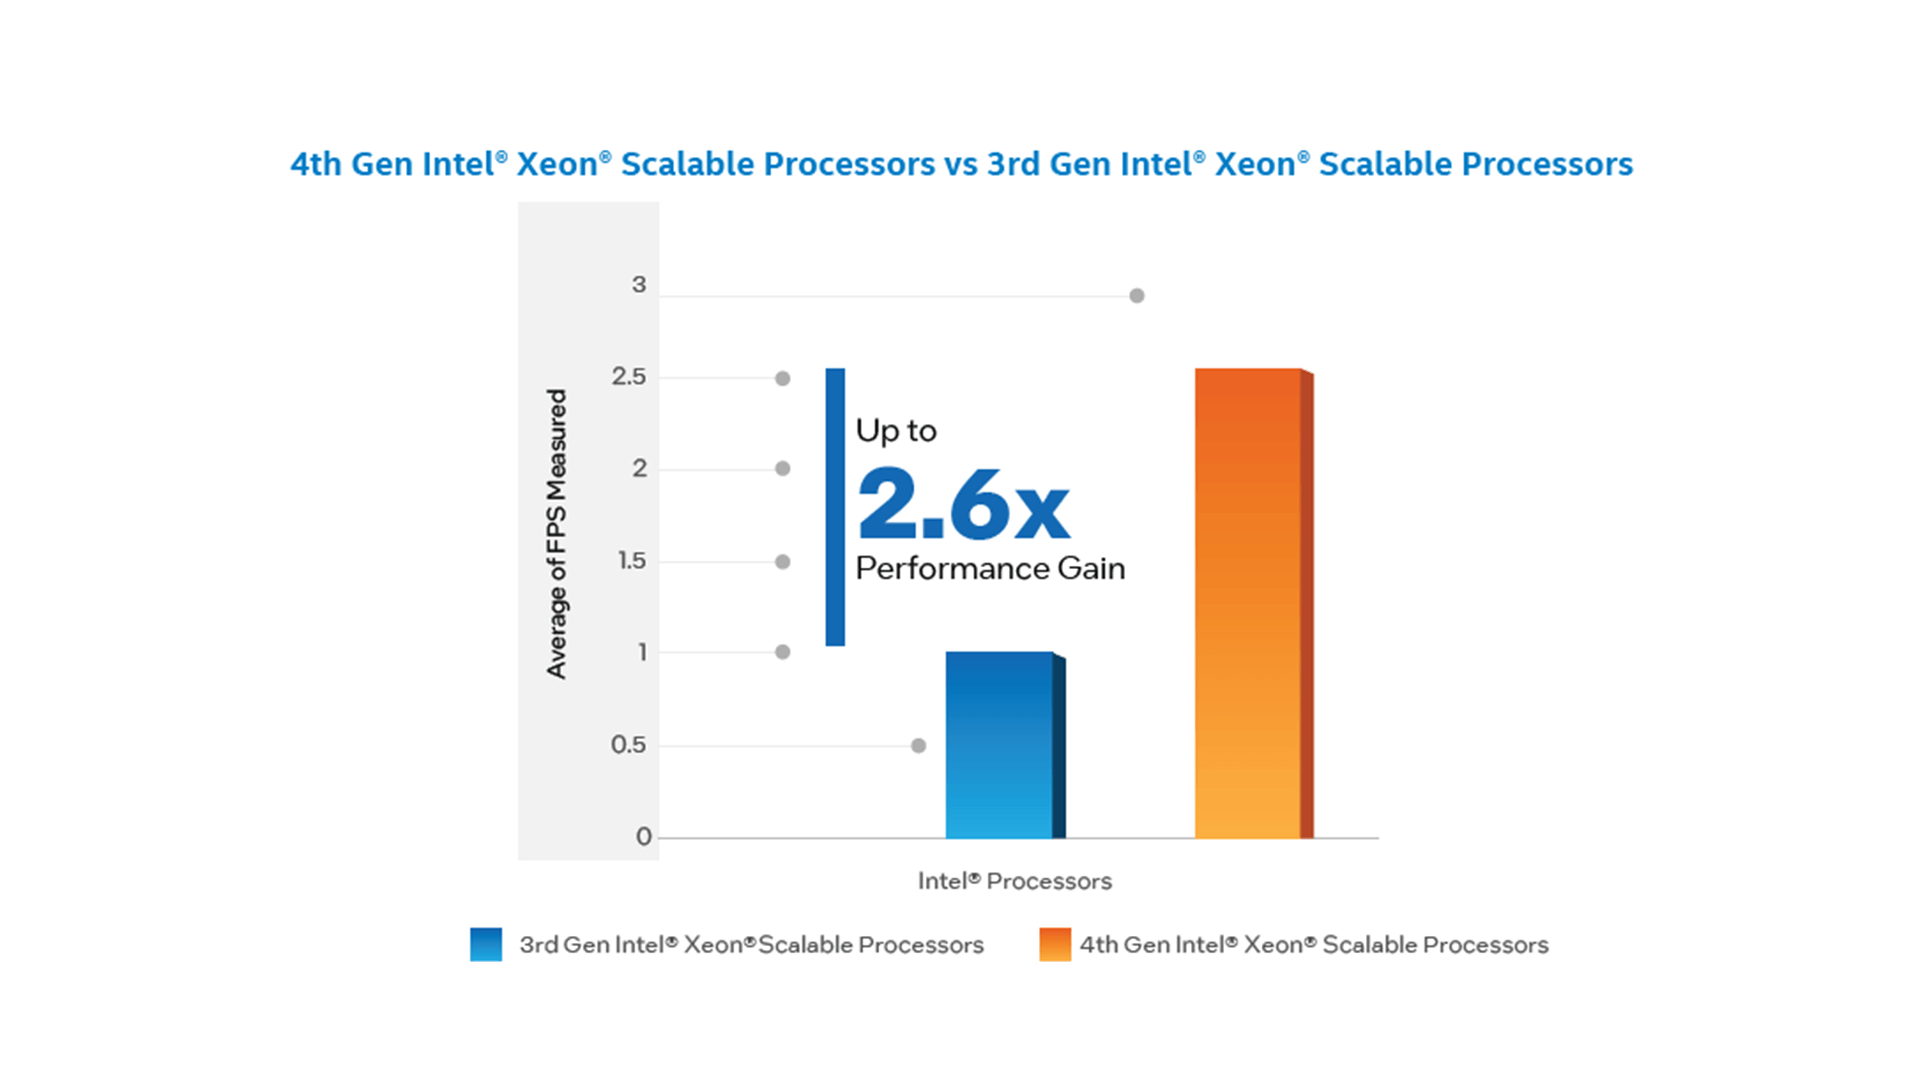 4th Gen Intel® Xeon® Scalable Processors vs 3rd Gen Intel® Xeon® Scalable Processors
Average of FPS Measured
3
2.5
2
1.5
1
0.5
0
Up to
2.6x
Performance Gain
Intel® Processors
3rd Gen Intel® Xeon® Scalable Processors
4th Gen Intel® Xeon® Scalable Processors